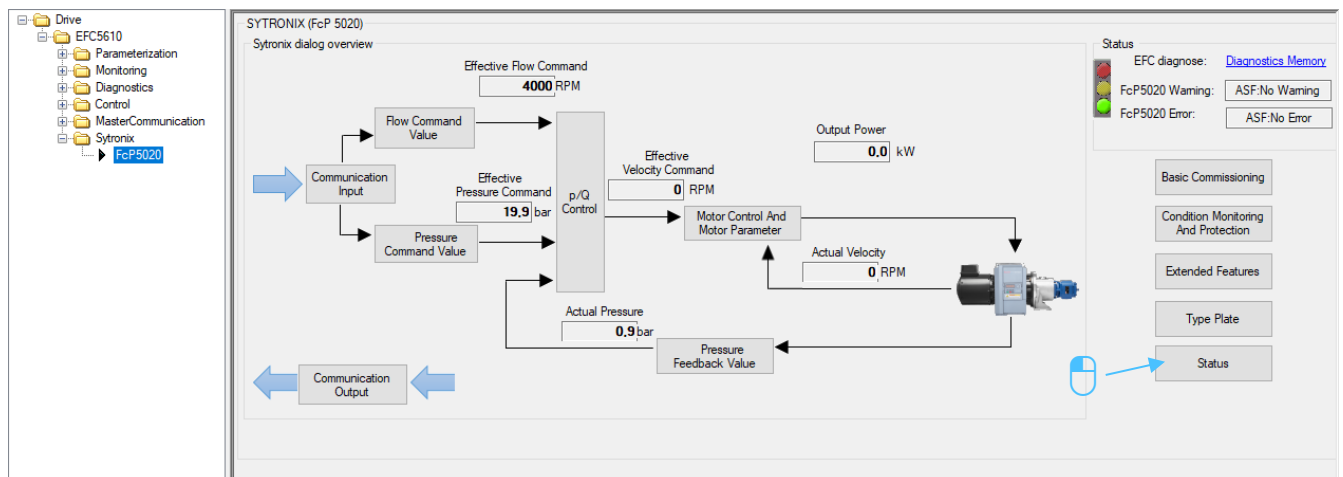 Drive
EFC5610
Parameterization
Monitoring
Diagnostics
Control
MasterCommunication
Sytronix
FcP5020
SYTRONIX (FcP 5020)
Sytronix dialog overview
Effective Flow Command
4000 RPM
Flow Command
Value
Communication
Input
Effective
Pressure Command
19,9 bar
Pressure
Command Value
p/Q
Control
Effective
Velocity Command
0 RPM
Output Power
0,0 kW
Motor Control And
Motor Parameter
Actual Velocity
0 RPM
Actual Pressure
0,9 bar
Pressure
Feedback Value
Communication
Output
Status
EFC diagnose: Diagnostics Memory
FcP5020 Warning: ASF:No Warning
FcP5020 Error: ASF:No Error
Basic Commissioning
Condition Monitoring
And Protection
Extended Features
Type Plate
Status